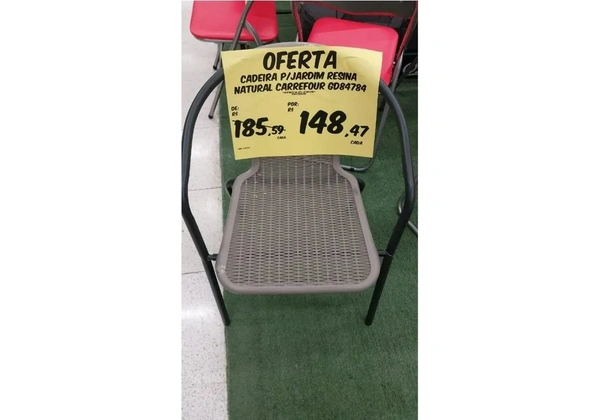 OFERTA
CADEIRA P/JARDIM RESINA
NATURAL CARREFOUR GD84784
DE: POR:
R$ R$
185,59 148,47
CADA CADA